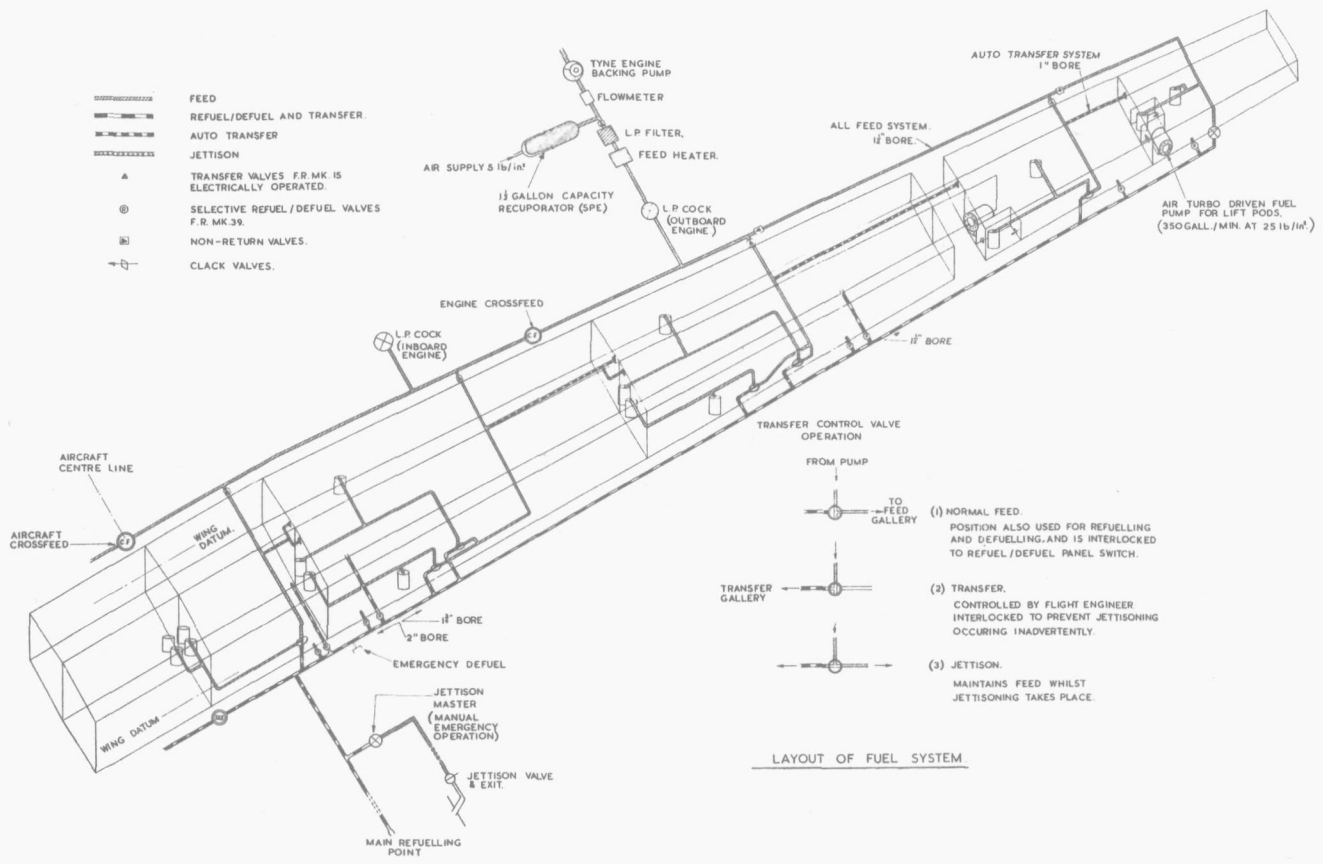 FEED
REFUEL/DEFUEL AND TRANSFER.
AUTO TRANSFER
JETTISON
TRANSFER VALVES F.R. MK. 15
ELECTRICALLY OPERATED.
SELECTIVE REFUEL/DEFUEL VALVES
F.R. MK.39.
NON-RETURN VALVES.
CLACK VALVES.
TYNE ENGINE
BACKING PUMP
FLOWMETER
L.P. FILTER.
FEED HEATER.
AIR SUPPLY 5 lb/in².
1½ GALLON CAPACITY
RECUPORATOR (SPE)
L.P. COCK
(OUTBOARD
ENGINE.)
AUTO TRANSFER SYSTEM
1" BORE
ALL FEED SYSTEM.
BORE.
AIR TURBO DRIVEN FUEL
PUMP FOR LIFT PODS.
(350 GALL./MIN. AT 25 lb/in².)
ENGINE CROSSFEED
L.P. COCK
(INBOARD
ENGINE)
BORE
AIRCRAFT
CENTRE LINE
AIRCRAFT
CROSSFEED
WING
DATUM.
WING DATUM
BORE
2" BORE
EMERGENCY DEFUEL
JETTISON
MASTER
(MANUAL
EMERGENCY
OPERATION)
JETTISON VALVE
& EXIT.
MAIN REFUELLING
POINT
TRANSFER CONTROL VALVE
OPERATION
FROM PUMP
TO
FEED
GALLERY
(1) NORMAL FEED.
POSITION ALSO USED FOR REFUELLING
AND DEFUELLING, AND IS INTERLOCKED
TO REFUEL/DEFUEL PANEL SWITCH.
TRANSFER
GALLERY
(2) TRANSFER.
CONTROLLED BY FLIGHT ENGINEER
INTERLOCKED TO PREVENT JETTISONING
OCCURING INADVERTENTLY.
(3) JETTISON.
MAINTAINS FEED WHILST
JETTISONING TAKES PLACE.
LAYOUT OF FUEL SYSTEM